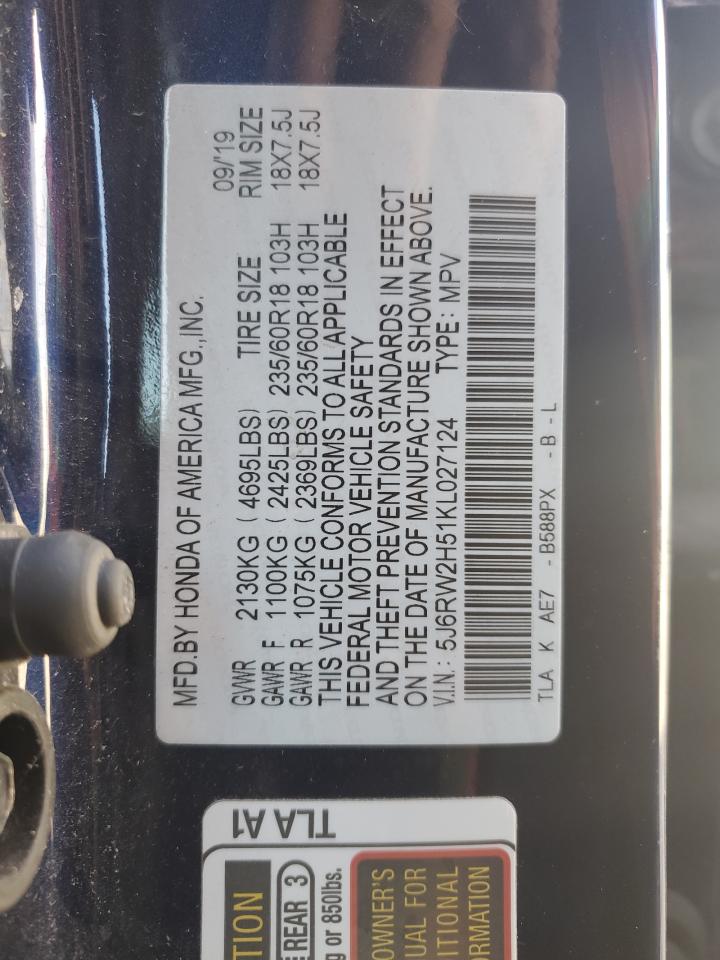 MFD.BY HONDA OF AMERICA MFG.,INC. 09/'19
GVWR 2130KG ( 4695LBS) TIRE SIZE RIM SIZE
GAWR F 1100KG ( 2425LBS) 235/60R18 103H 18X7.5J
GAWR R 1075KG ( 2369LBS) 235/60R18 103H 18X7.5J
THIS VEHICLE CONFORMS TO ALL APPLICABLE
FEDERAL MOTOR VEHICLE SAFETY
AND THEFT PREVENTION STANDARDS IN EFFECT
ON THE DATE OF MANUFACTURE SHOWN ABOVE.
V.I.N.: 5J6RW2H51KL027124 TYPE: MPV
TLA K AE7 - B588PX - B - L
TLA A1
TION
REAR 3
g or 850lbs.
OWNER'S
UAL FOR
ITIONAL
RMATION